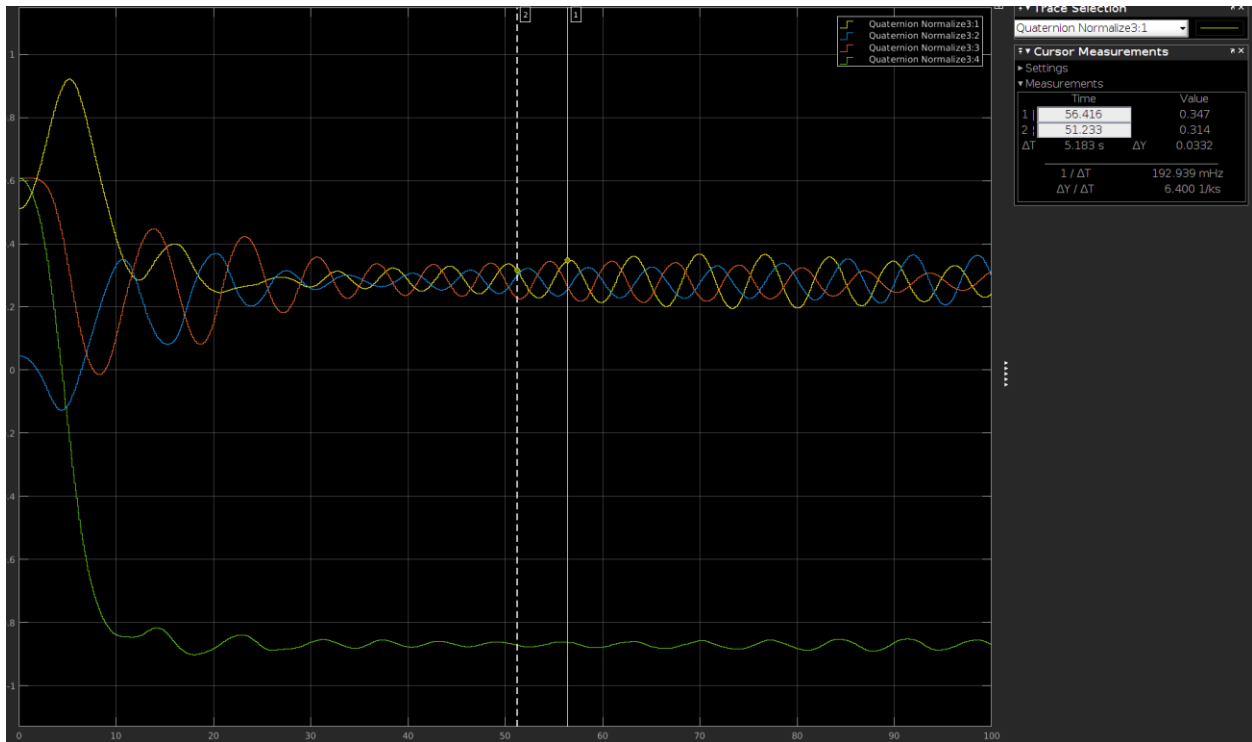 2
1
Quaternion Normalize3:1
Quaternion Normalize3:2
Quaternion Normalize3:3
Quaternion Normalize3:4
1
.8
.6
.4
.2
0
.2
.4
.6
.8
-1
0 10 20 30 40 50 60 70 80 90 100
Trace Selection
Quaternion Normalize3:1
Cursor Measurements
Settings
Measurements
Time Value
1 | 56.416 0.347
2 ¦ 51.233 0.314
ΔT 5.183 s ΔY 0.0332
1 / ΔT 192.939 mHz
ΔY / ΔT 6.400 1/ks